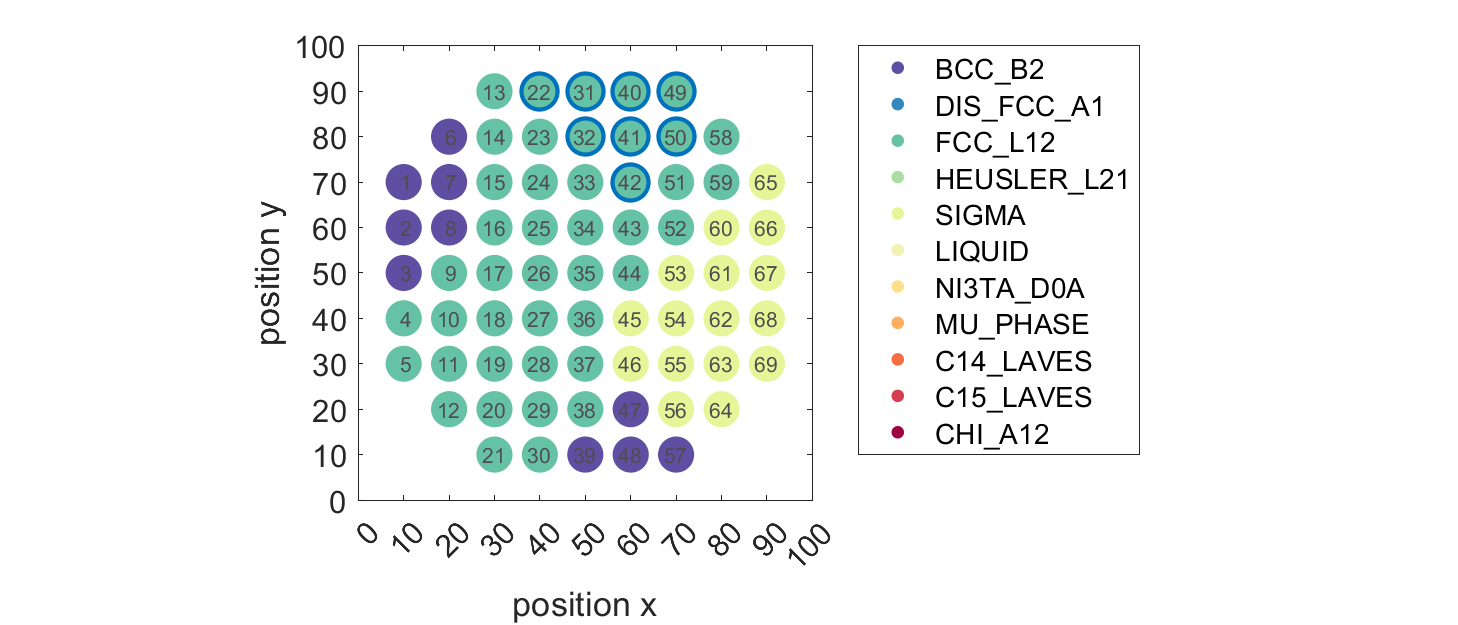 100
90 13 22 31 40 49
80 6 14 23 32 41 50 58
70 1 7 15 24 33 42 51 59 65
60 2 8 16 25 34 43 52 60 66
50 3 9 17 26 35 44 53 61 67
40 4 10 18 27 36 45 54 62 68
30 5 11 19 28 37 46 55 63 69
20 12 20 29 38 47 56 64
10 21 30 39 48 57
0
0 10 20 30 40 50 60 70 80 90 100
position x
position y
BCC_B2
DIS_FCC_A1
FCC_L12
HEUSLER_L21
SIGMA
LIQUID
NI3TA_D0A
MU_PHASE
C14_LAVES
C15_LAVES
CHI_A12